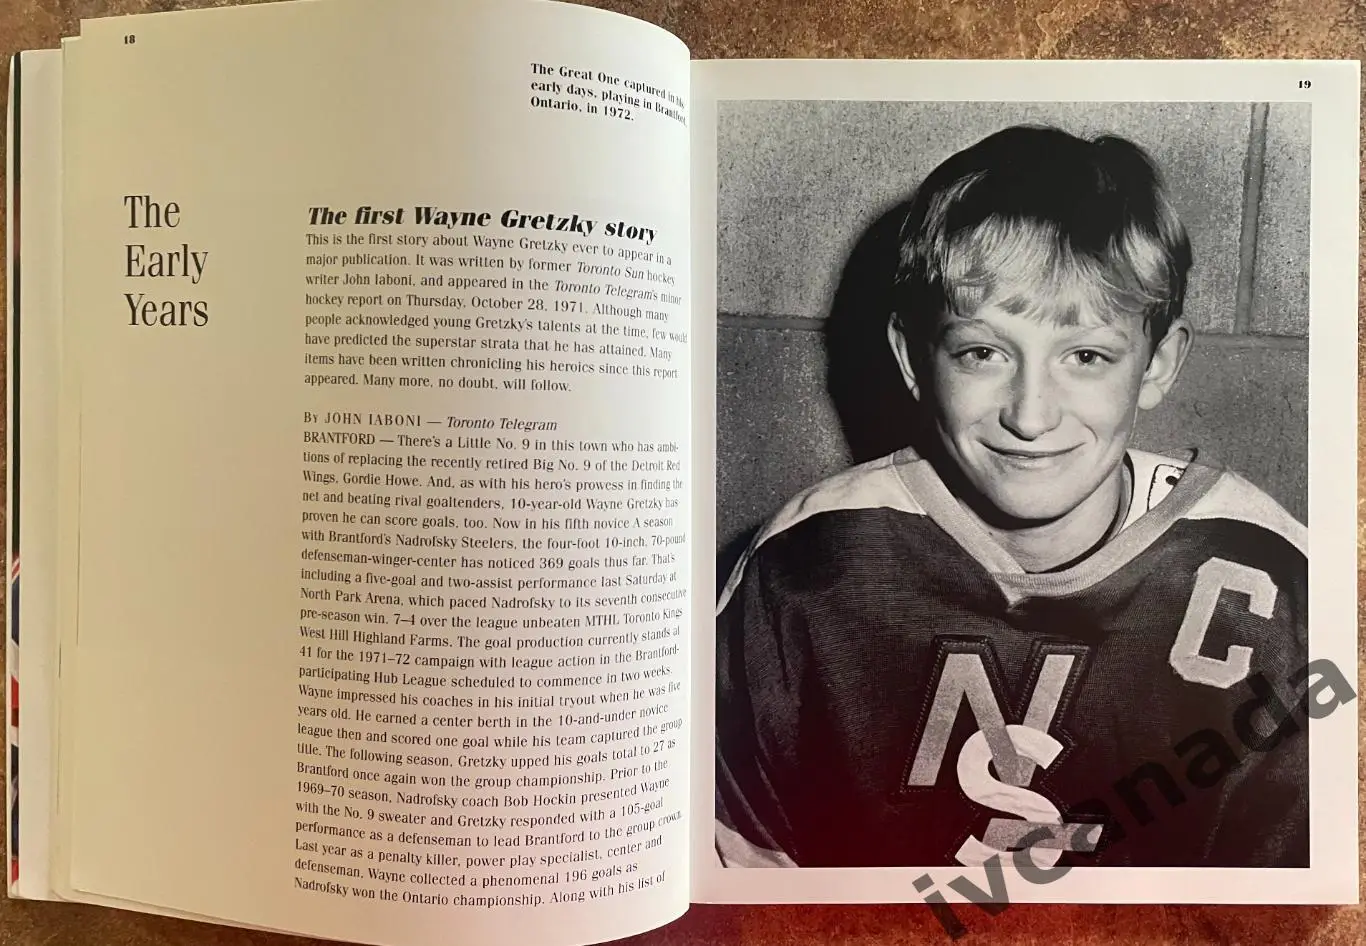 18
The Great One captured in his
early days, playing in Brantford,
Ontario, in 1972.
The
Early
Years
The first Wayne Gretzky story
This is the first story about Wayne Gretzky ever to appear in a
major publication. It was written by former Toronto Sun hockey
writer John Iaboni, and appeared in the Toronto Telegram's minor
hockey report on Thursday, October 28, 1971. Although many
people acknowledged young Gretzky's talents at the time, few would
have predicted the superstar strata that he has attained. Many
items have been written chronicling his heroics since this report
appeared. Many more, no doubt, will follow.
BY JOHN IABONI — Toronto Telegram
BRANTFORD — There's a Little No. 9 in this town who has ambi-
tions of replacing the recently retired Big No. 9 of the Detroit Red
Wings, Gordie Howe. And, as with his hero's prowess in finding the
net and beating rival goaltenders, 10-year-old Wayne Gretzky has
proven he can score goals, too. Now in his fifth novice A season
with Brantford's Nadrofsky Steelers, the four-foot 10-inch, 70-pound
defenseman-winger-center has noticed 369 goals thus far. That's
including a five-goal and two-assist performance last Saturday at
North Park Arena, which paced Nadrofsky to its seventh consecutive
pre-season win, 7–4 over the league unbeaten MTHL Toronto Kings
West Hill Highland Farms. The goal production currently stands at
41 for the 1971–72 campaign with league action in the Brantford-
participating Hub League scheduled to commence in two weeks.
Wayne impressed his coaches in his initial tryout when he was five
years old. He earned a center berth in the 10-and-under novice
league then and scored one goal while his team captured the group
title. The following season, Gretzky upped his goals total to 27 as
Brantford once again won the group championship. Prior to the
1969–70 season, Nadrofsky coach Bob Hockin presented Wayne
with the No. 9 sweater and Gretzky responded with a 105-goal
performance as a defenseman to lead Brantford to the group crown.
Last year as a penalty killer, power play specialist, center and
defenseman, Wayne collected a phenomenal 196 goals as
Nadrofsky won the Ontario championship. Along with his list of
19
C
NS
ivcanada